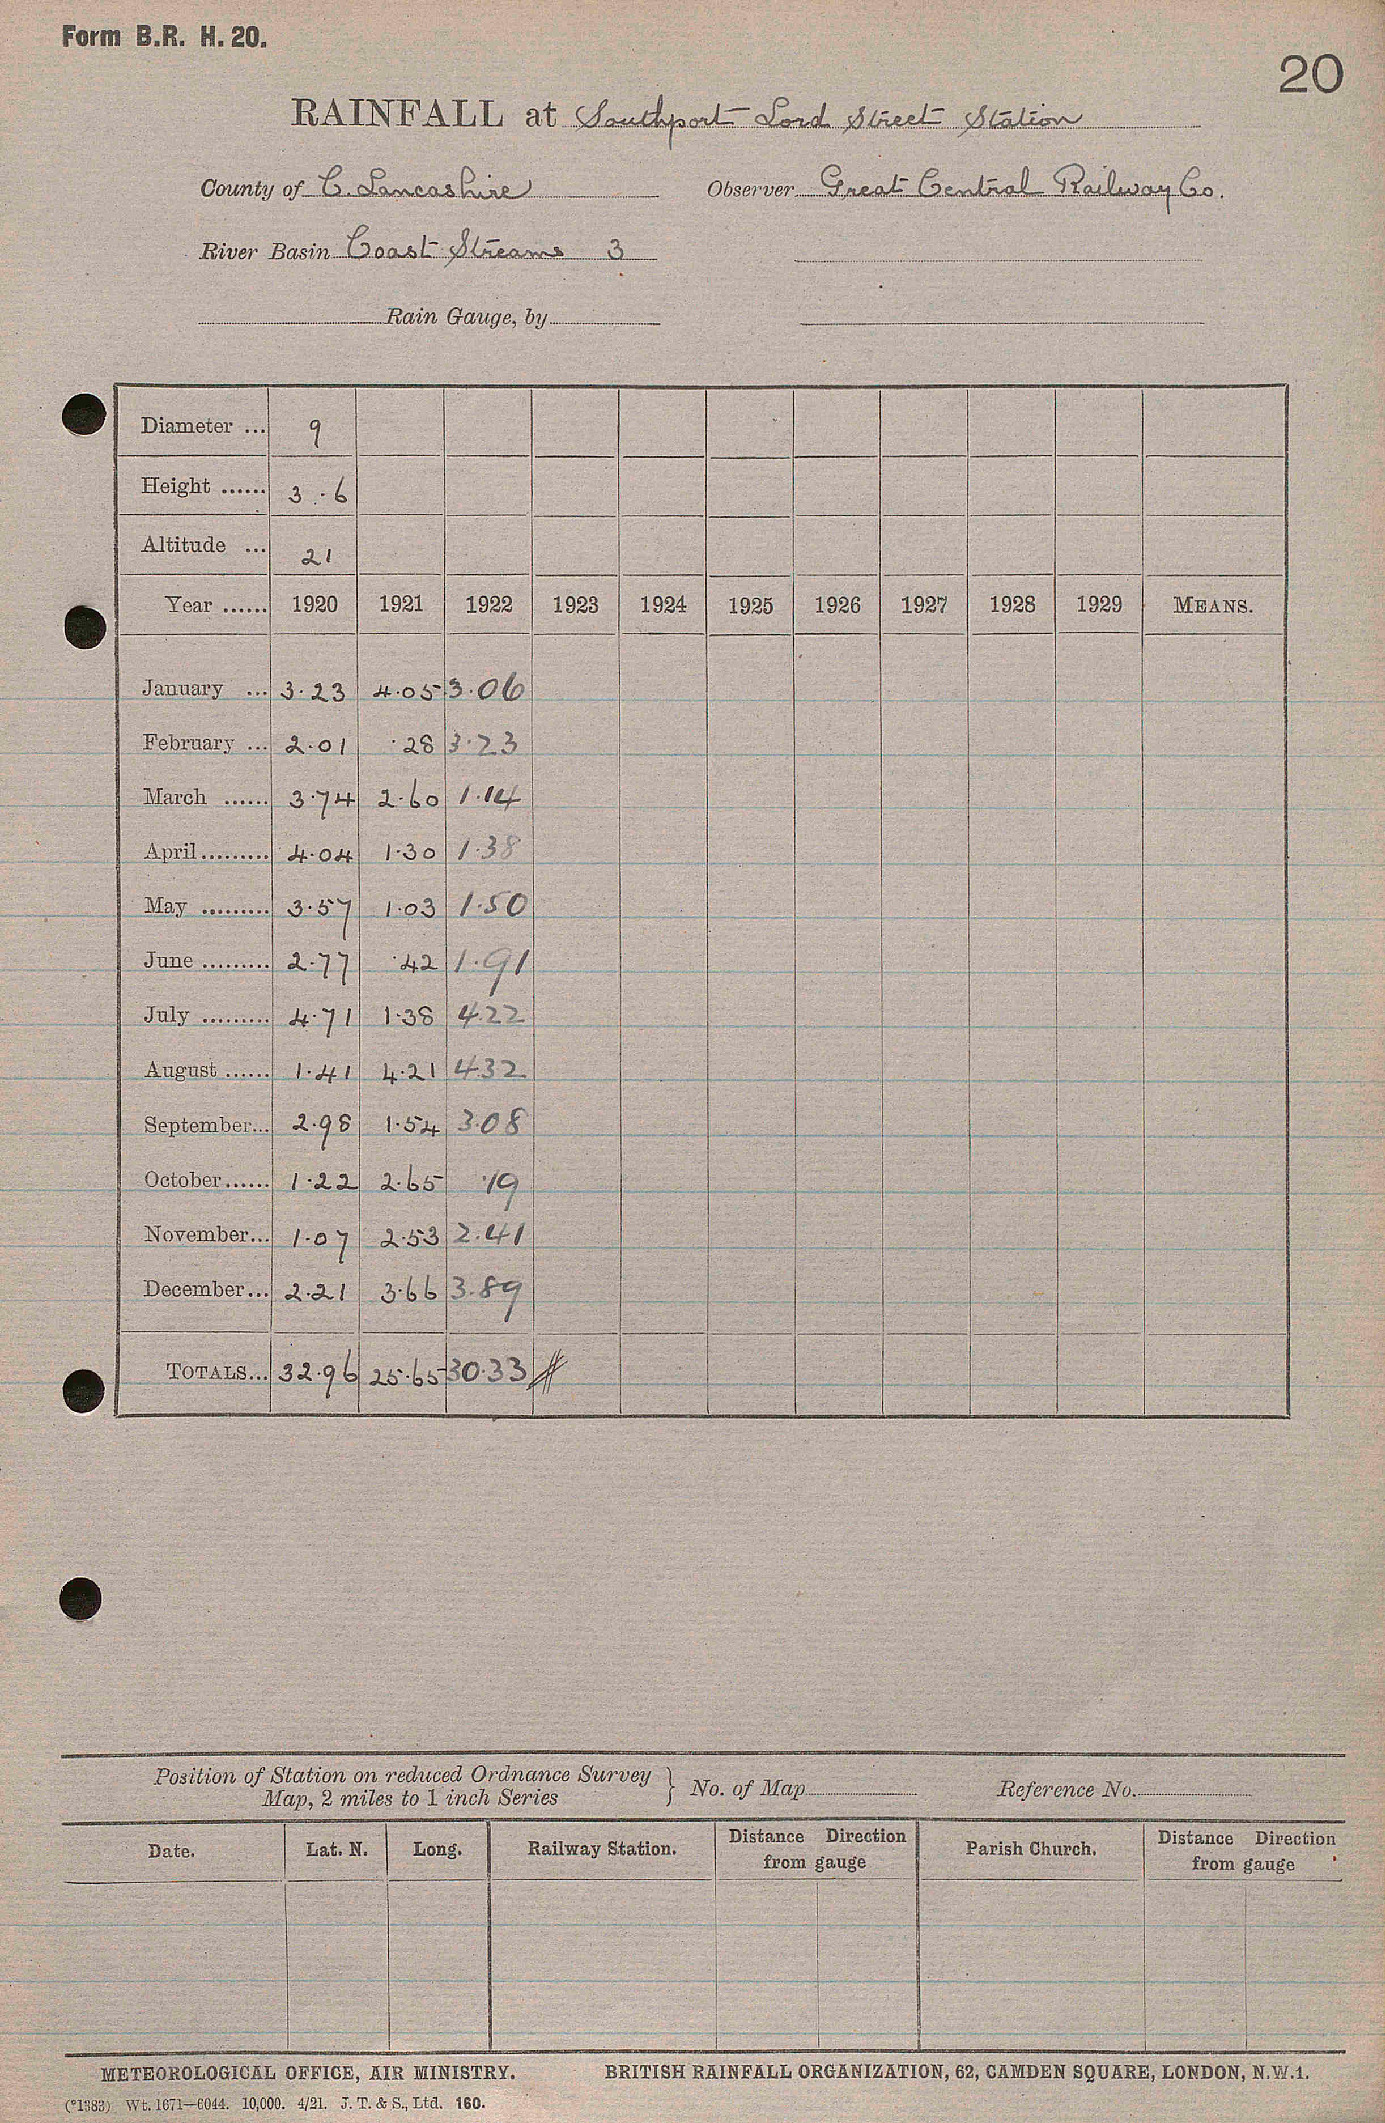 Form B.R. H. 20.
20
RAINFALL at Southport Lord Street Station
County of C. Lancashire Observer Great Central Railway Co.
River Basin Coast Streams 3
Rain Gauge, by
Diameter ... 9
Height ...... 3.6
Altitude ... 21
Year ...... 1920 1921 1922 1923 1924 1925 1926 1927 1928 1929 MEANS.
January ... 3.23 4.05 3.06
February ... 2.01 .28 3.23
March ...... 3.74 2.60 1.14
April ......... 4.04 1.30 1.38
May ......... 3.57 1.03 1.50
June ......... 2.77 .42 1.91
July ......... 4.71 1.38 4.22
August ...... 1.41 4.21 4.32
September... 2.98 1.54 3.08
October ...... 1.22 2.65 .19
November... 1.07 2.53 2.41
December... 2.21 3.66 3.89
TOTALS... 32.96 25.65 30.33
Position of Station on reduced Ordnance Survey
Map, 2 miles to 1 inch Series } No. of Map Reference No.
Date. Lat. N. Long. Railway Station. Distance Direction from gauge Parish Church. Distance Direction from gauge
METEOROLOGICAL OFFICE, AIR MINISTRY. BRITISH RAINFALL ORGANIZATION, 62, CAMDEN SQUARE, LONDON, N.W.1.
(*1383) Wt. 1671—6044. 10,000. 4/21. J. T. & S., Ltd. 160.